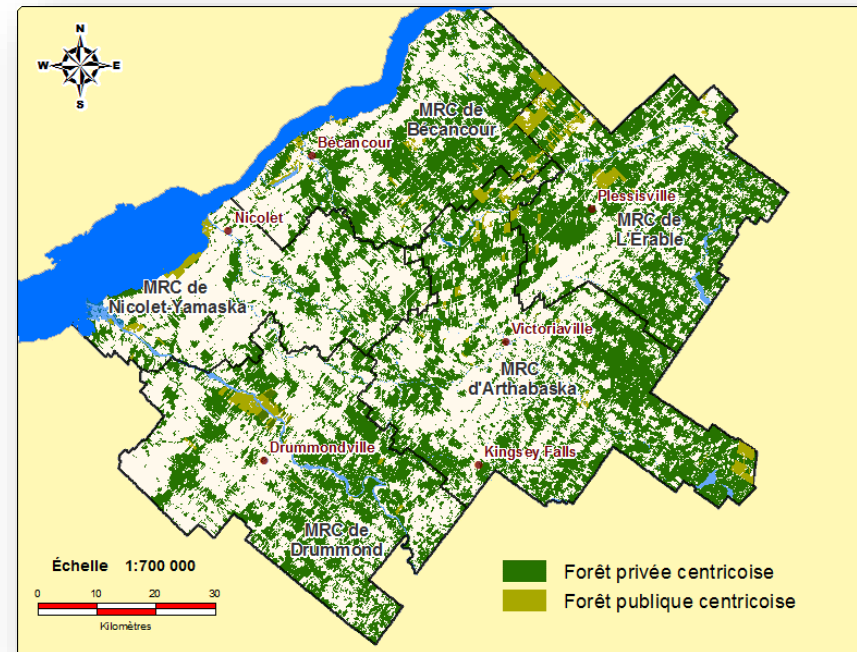 N
W E
S
MRC de
Bécancour
Bécancour
Plessisville
MRC de
L'Érable
Nicolet
MRC de
Nicolet-Yamaska
Victoriaville
MRC
d'Arthabaska
Drummondville
Kingsey Falls
MRC de
Drummond
Échelle 1:700 000
0 10 20 30
Kilomètres
Forêt privée centricoise
Forêt publique centricoise